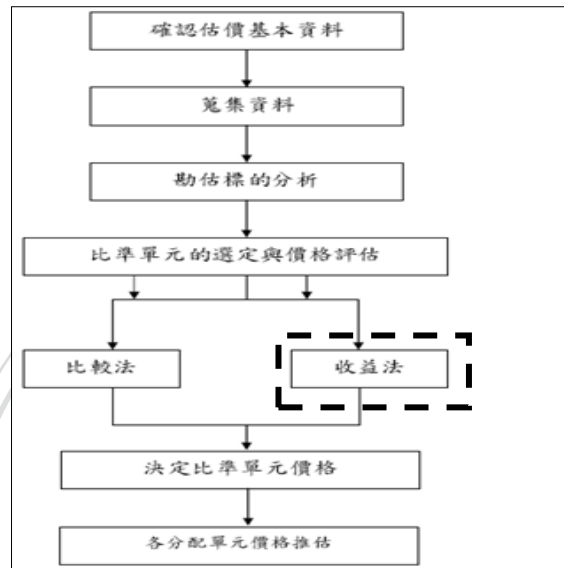 確認估價基本資料
蒐集資料
勘估標的分析
比準單元的選定與價格評估
比較法
收益法
決定比準單元價格
各分配單元價格推估